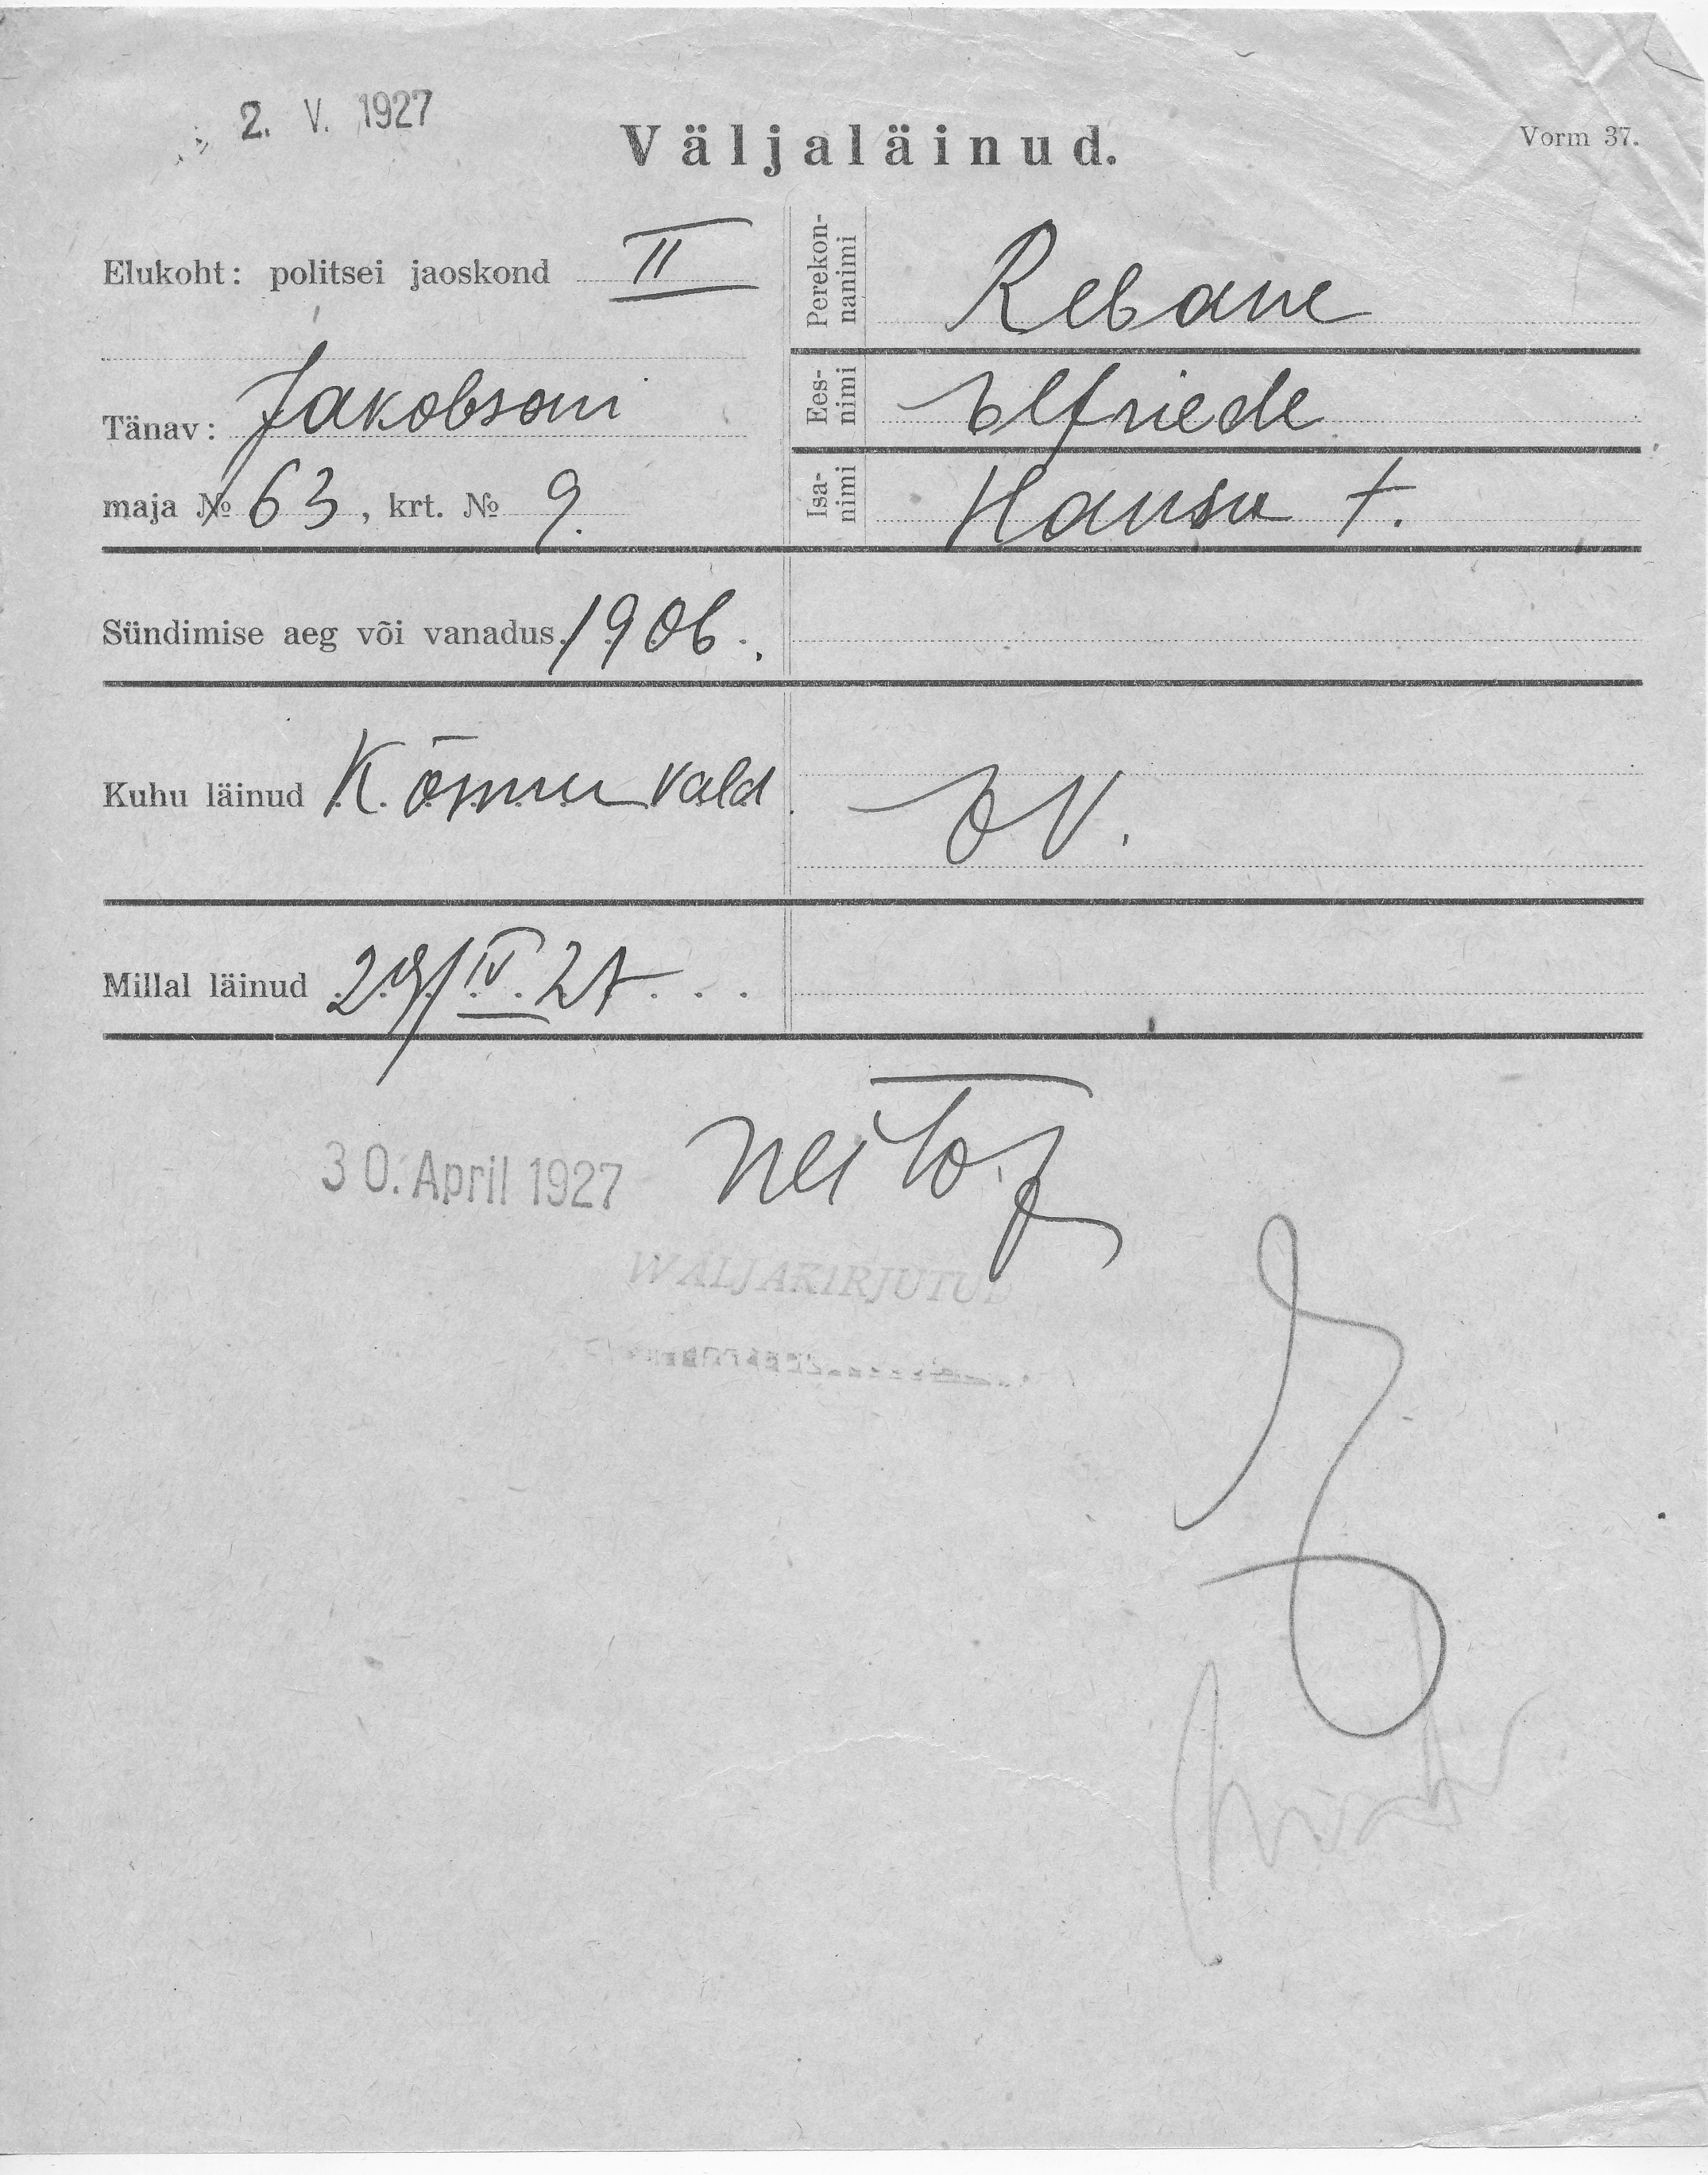 2. V. 1927
Väljaläinud.
Vorm 37.
Elukoht: politsei jaoskond II
Perekonnanimi Rebane
Tänav: Jakobsoni
Eesnimi Elfriede
maja № 63, krt. № 9.
Isanimi Hansu t.
Sündimise aeg või vanadus 1906.
Kuhu läinud Kõnnu vald
Millal läinud 29/IV 27
30. April 1927
WÄLJAKIRJUTUD